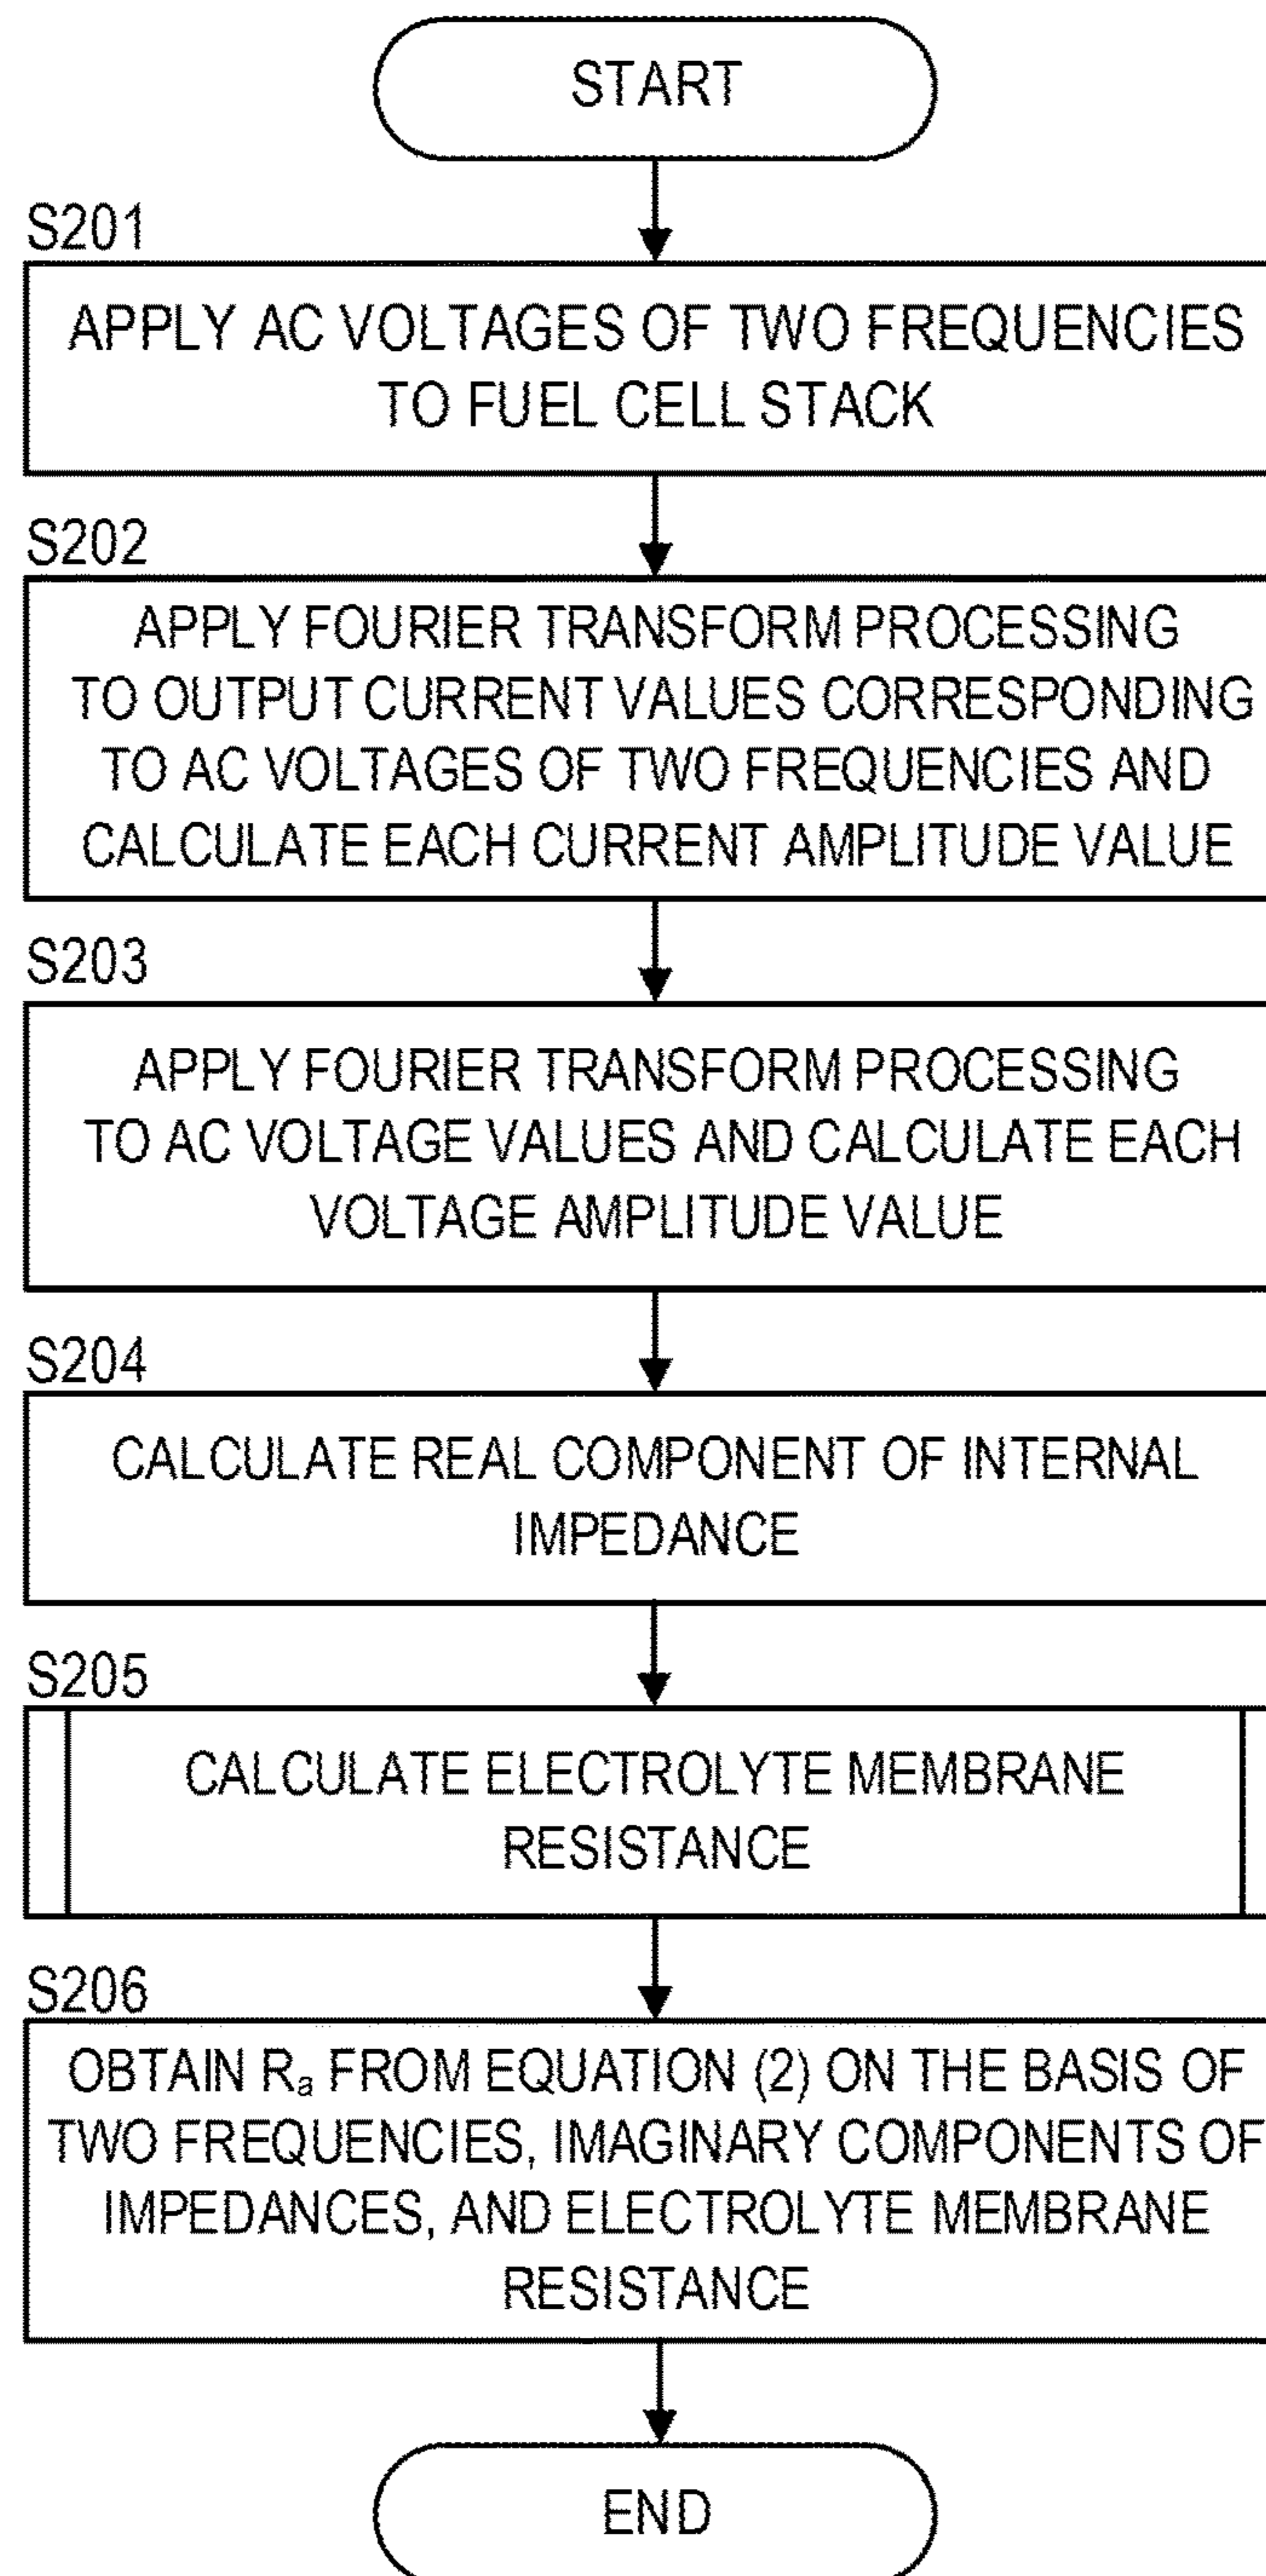 START
S201
APPLY AC VOLTAGES OF TWO FREQUENCIES
TO FUEL CELL STACK
S202
APPLY FOURIER TRANSFORM PROCESSING
TO OUTPUT CURRENT VALUES CORRESPONDING
TO AC VOLTAGES OF TWO FREQUENCIES AND
CALCULATE EACH CURRENT AMPLITUDE VALUE
S203
APPLY FOURIER TRANSFORM PROCESSING
TO AC VOLTAGE VALUES AND CALCULATE EACH
VOLTAGE AMPLITUDE VALUE
S204
CALCULATE REAL COMPONENT OF INTERNAL
IMPEDANCE
S205
CALCULATE ELECTROLYTE MEMBRANE
RESISTANCE
S206
OBTAIN Rₐ FROM EQUATION (2) ON THE BASIS OF
TWO FREQUENCIES, IMAGINARY COMPONENTS OF
IMPEDANCES, AND ELECTROLYTE MEMBRANE
RESISTANCE
END